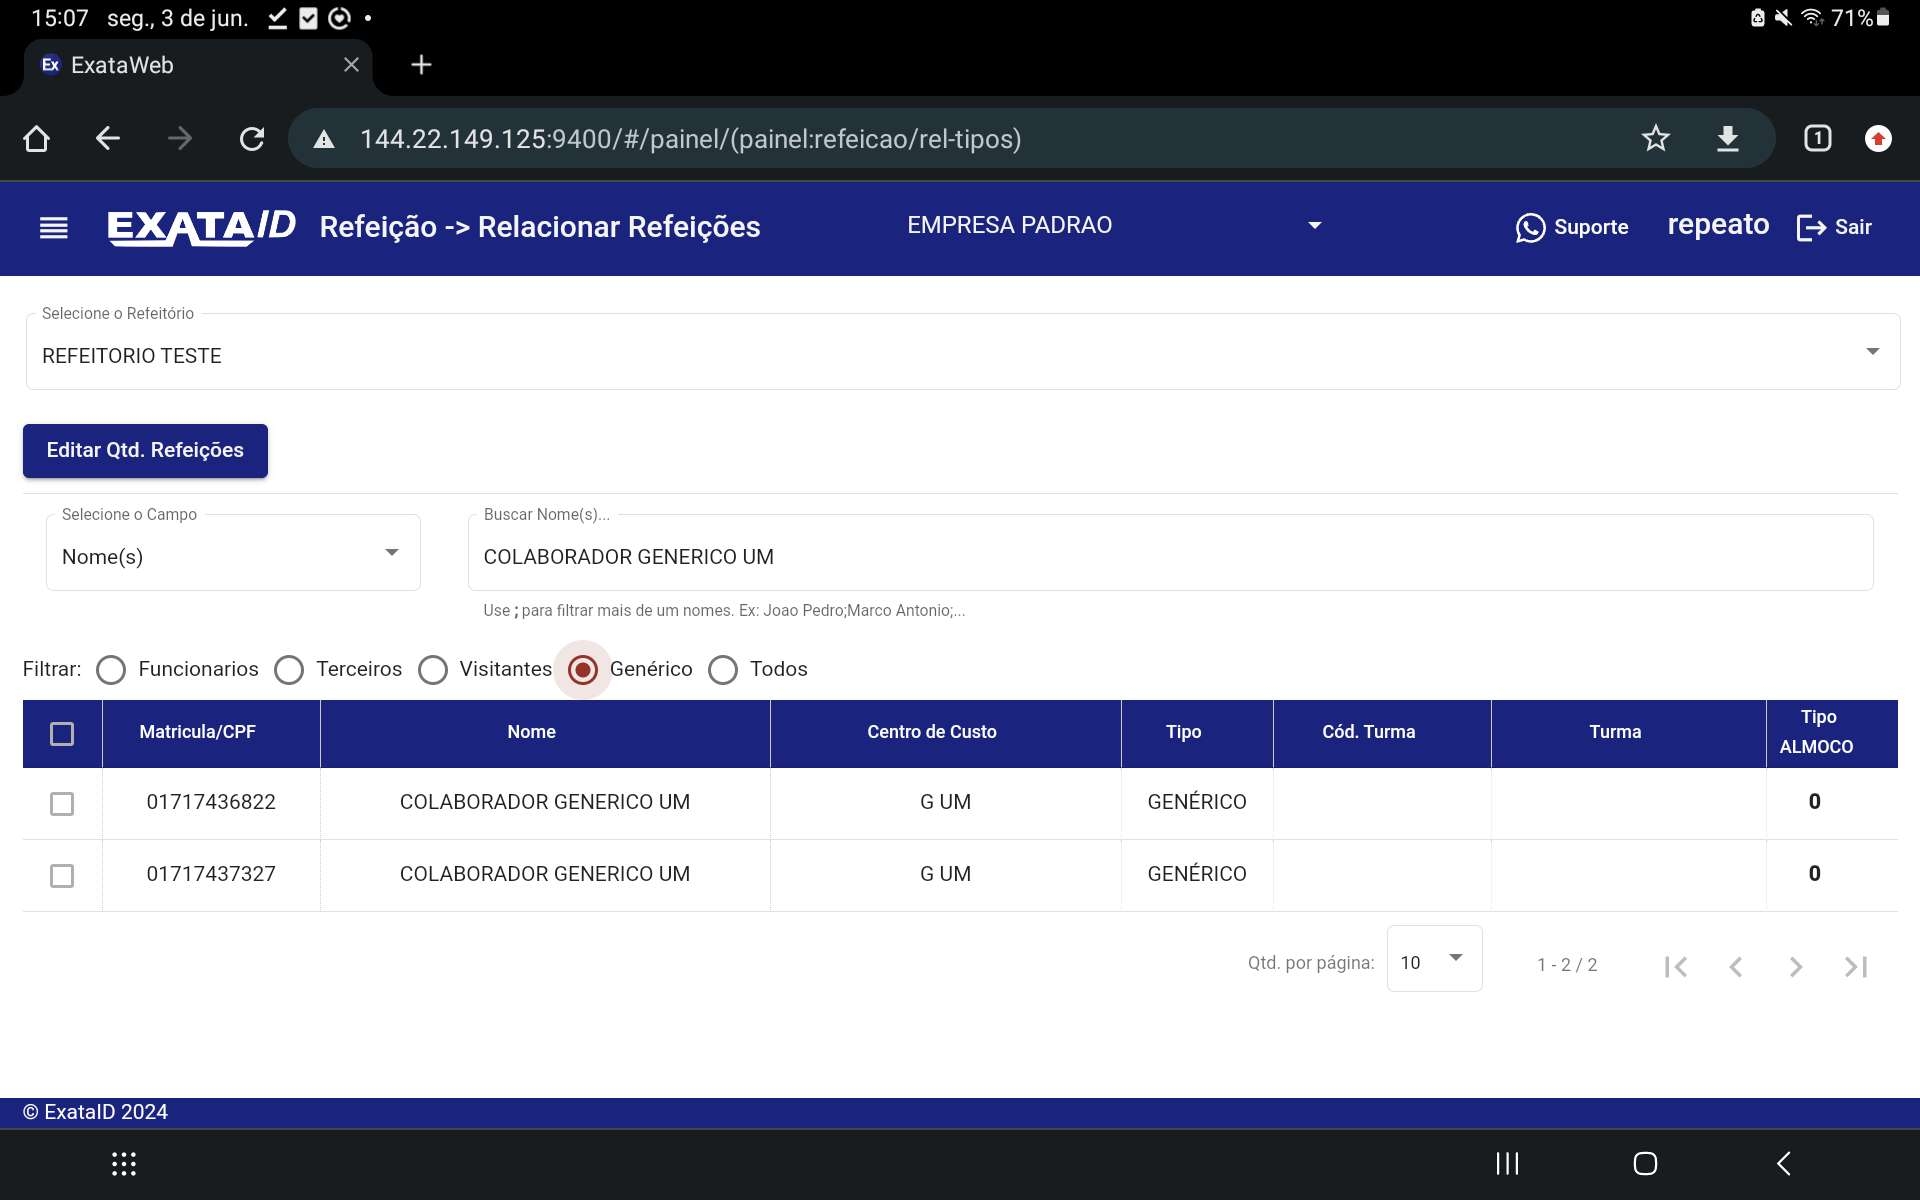 15:07 seg., 3 de jun. 71%
Ex ExataWeb
144.22.149.125:9400/#/painel/(painel:refeicao/rel-tipos) 1
EXATAID Refeição -> Relacionar Refeições EMPRESA PADRAO Suporte repeato Sair
Selecione o Refeitório
REFEITORIO TESTE
Editar Qtd. Refeições
Selecione o Campo Buscar Nome(s)...
Nome(s) COLABORADOR GENERICO UM
Use ; para filtrar mais de um nomes. Ex: Joao Pedro;Marco Antonio;...
Filtrar: Funcionarios Terceiros Visitantes Genérico Todos
Matricula/CPF Nome Centro de Custo Tipo Cód. Turma Turma Tipo ALMOCO
01717436822 COLABORADOR GENERICO UM G UM GENÉRICO 0
01717437327 COLABORADOR GENERICO UM G UM GENÉRICO 0
Qtd. por página: 10 1 - 2 / 2
© ExataID 2024